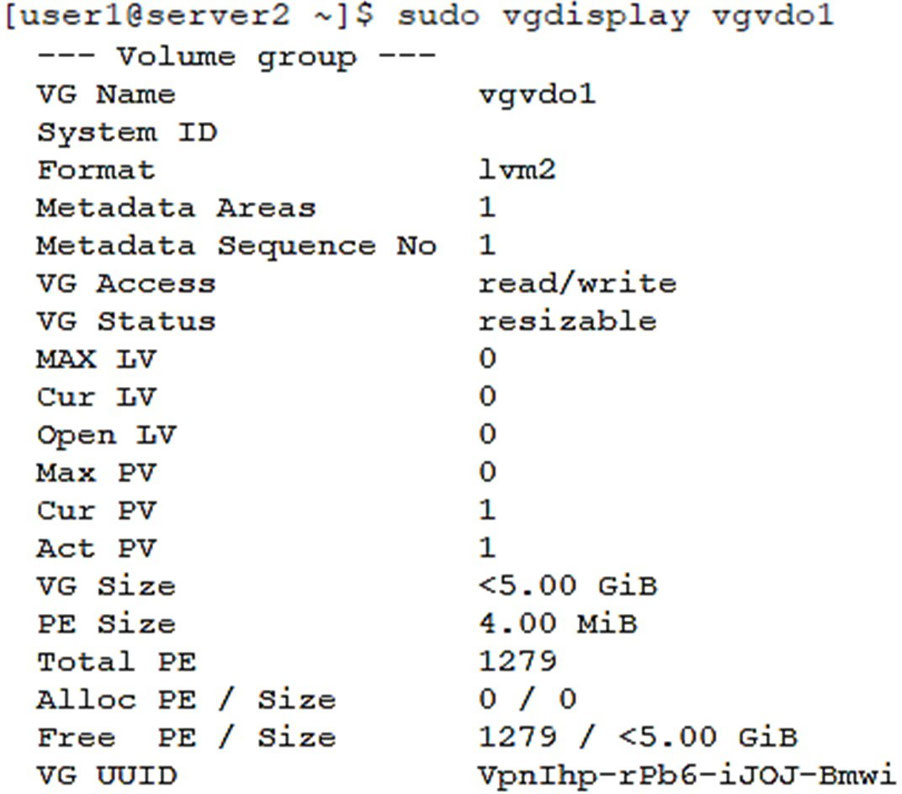 [user1@server2 ~]$ sudo vgdisplay vgvdo1
--- Volume group ---
VG Name vgvdo1
System ID
Format lvm2
Metadata Areas 1
Metadata Sequence No 1
VG Access read/write
VG Status resizable
MAX LV 0
Cur LV 0
Open LV 0
Max PV 0
Cur PV 1
Act PV 1
VG Size <5.00 GiB
PE Size 4.00 MiB
Total PE 1279
Alloc PE / Size 0 / 0
Free PE / Size 1279 / <5.00 GiB
VG UUID VpnIhp-rPb6-iJOJ-Bmwi